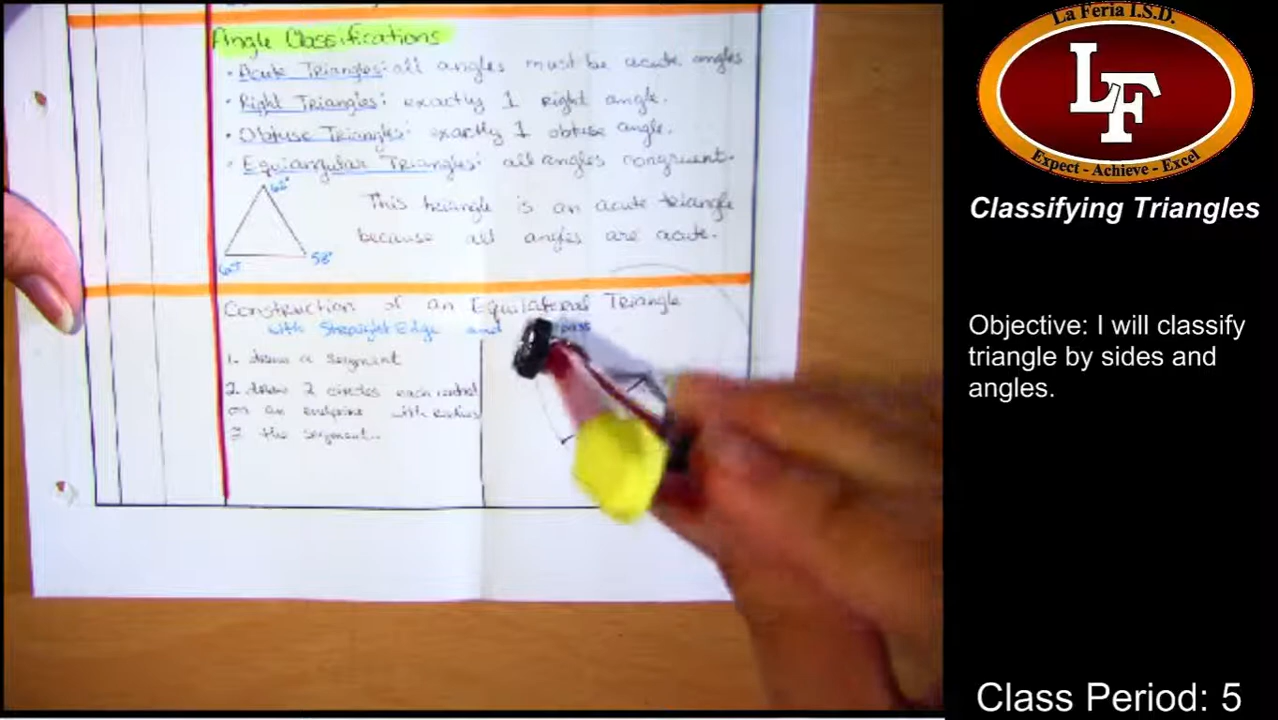 Angle Classifications
• Acute Triangles: all angles must be acute angles
• Right Triangles: exactly 1 right angle.
• Obtuse Triangles: exactly 1 obtuse angle.
• Equiangular Triangles: all angles congruent.
62°
This triangle is an acute triangle
because all angles are acute.
58°
Construction of an Equilateral Triangle
with StraightEdge and
1. draw a segment
2. draw 2 circles each
on an with radius
the segment.
La Feria I.S.D.
LF
Expect - Achieve - Excel
Classifying Triangles
Objective: I will classify
triangle by sides and
angles.
Class Period: 5